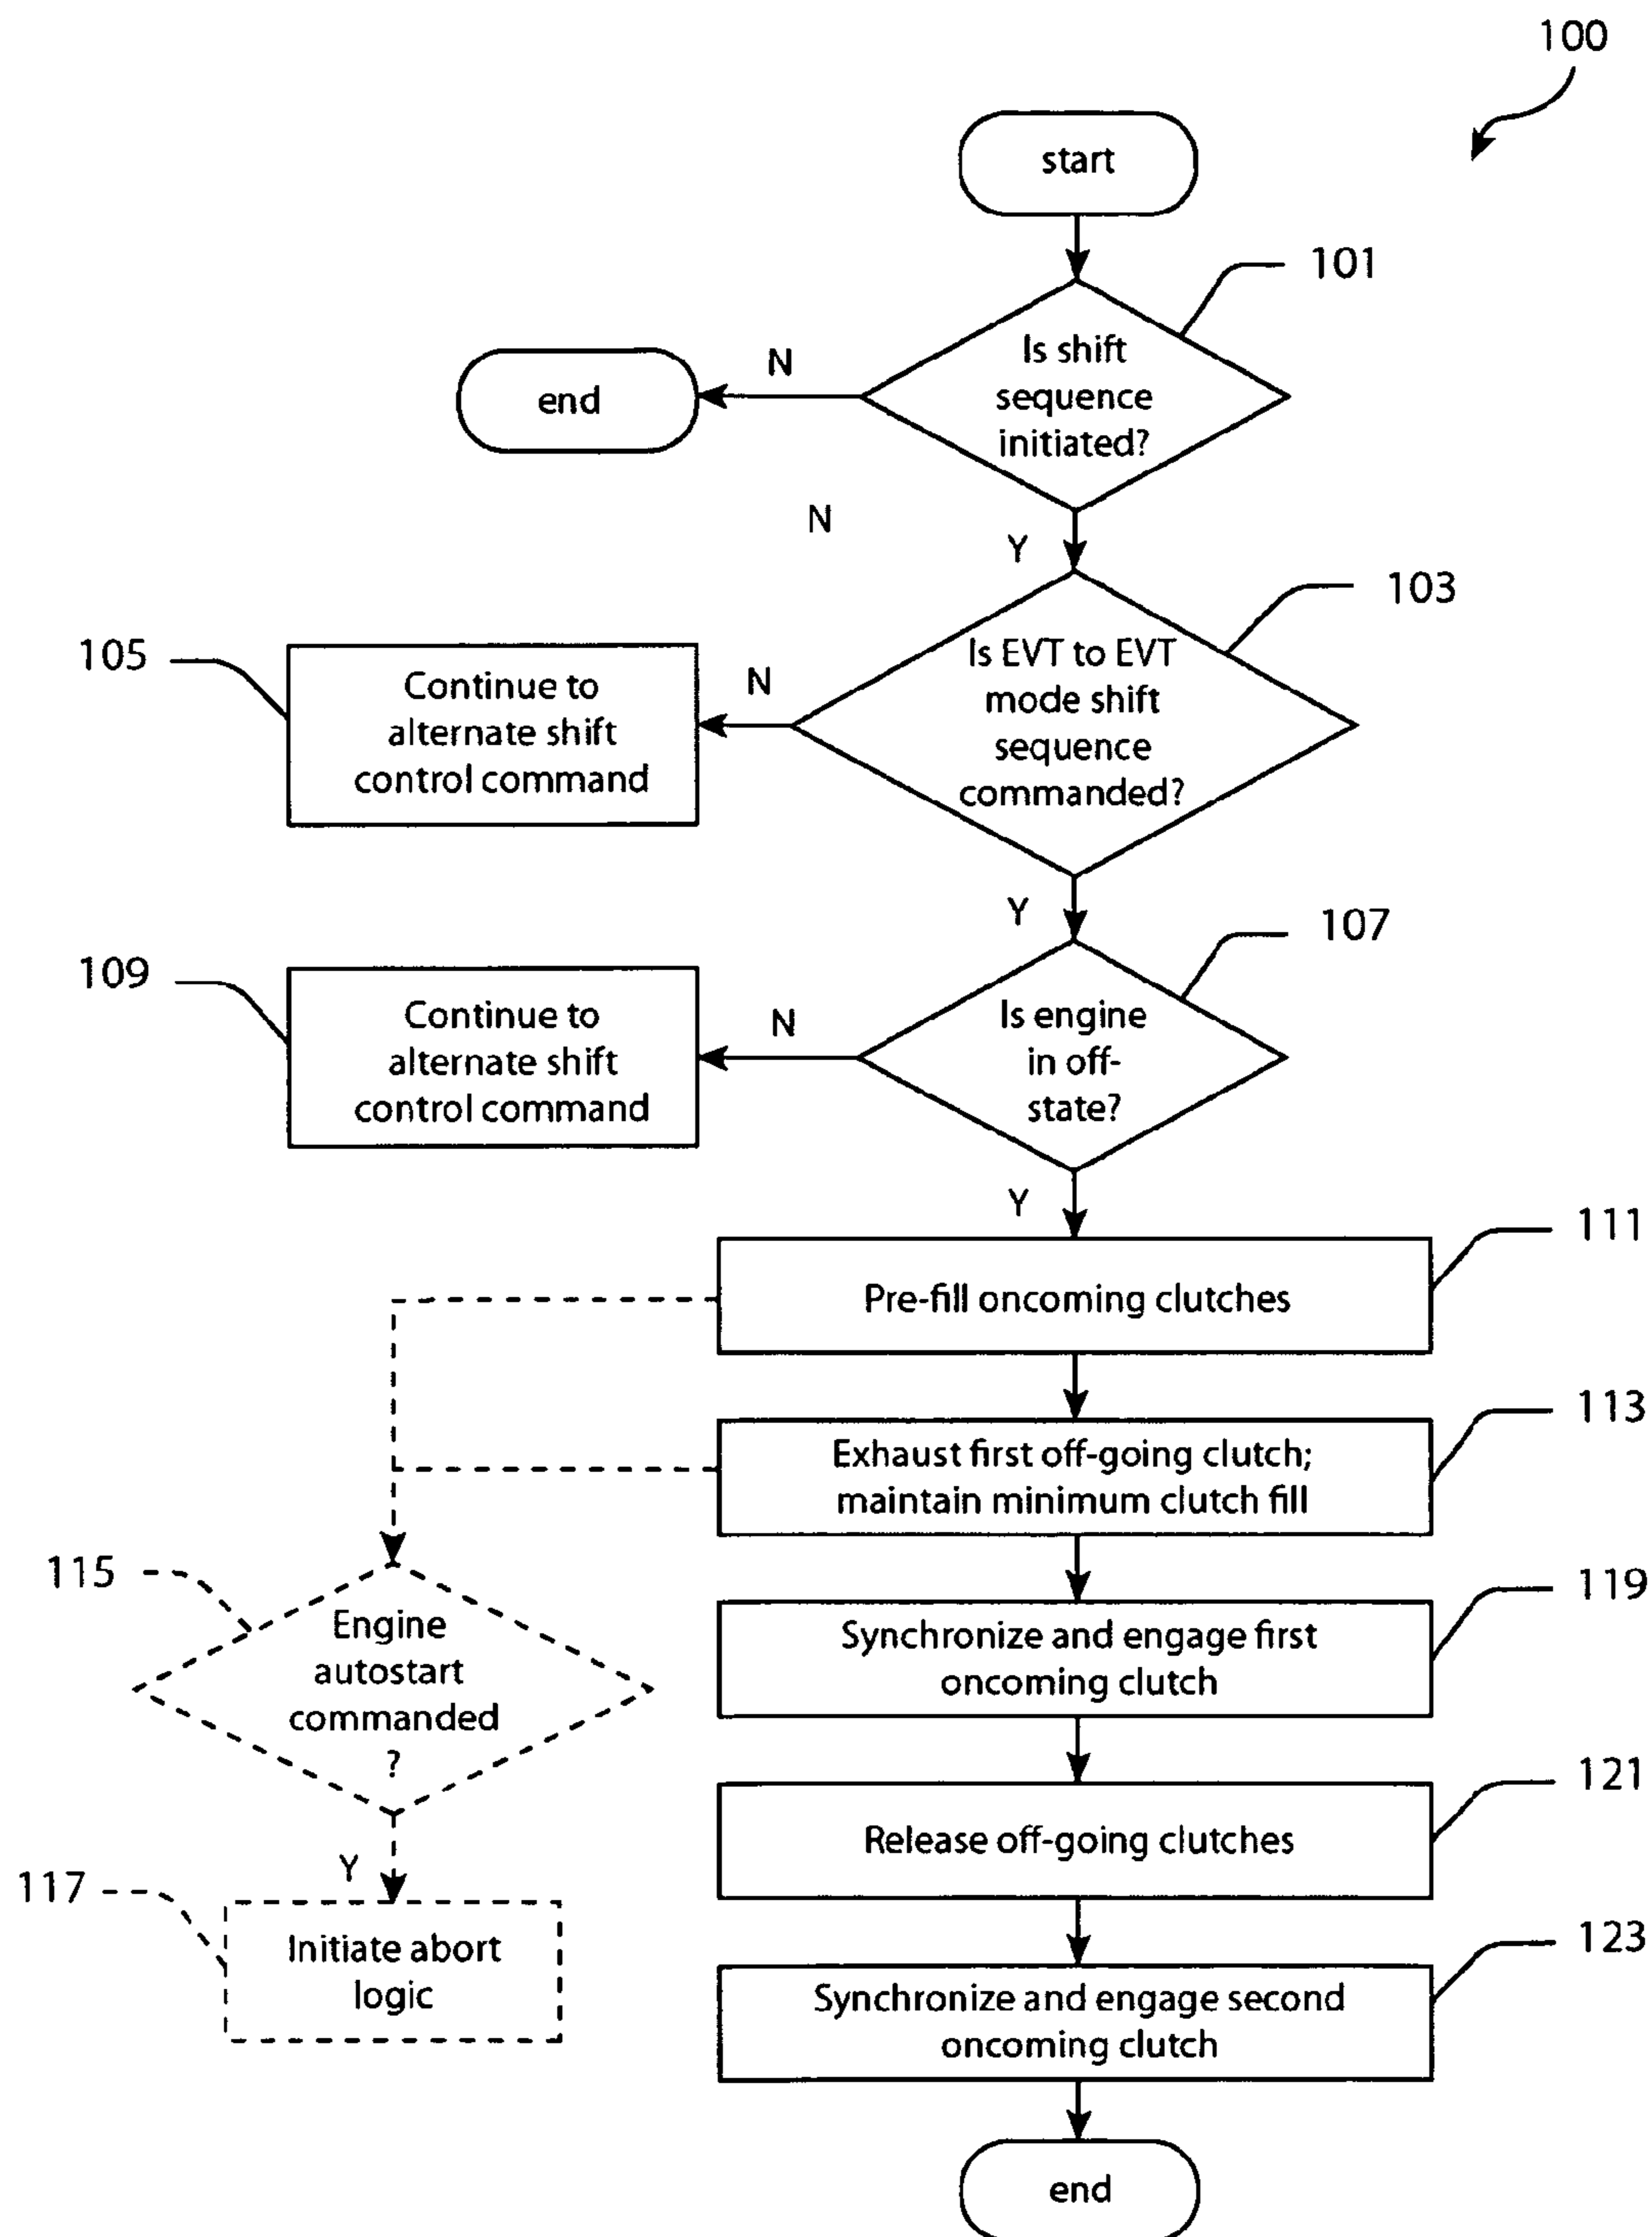 100
start
101
Is shift
sequence
initiated?
N
end
N
Y
103
Is EVT to EVT
mode shift
sequence
commanded?
N
105
Continue to
alternate shift
control command
Y
107
Is engine
in off-
state?
N
109
Continue to
alternate shift
control command
Y
111
Pre-fill oncoming clutches
113
Exhaust first off-going clutch;
maintain minimum clutch fill
115
Engine
autostart
commanded
?
Y
117
Initiate abort
logic
119
Synchronize and engage first
oncoming clutch
121
Release off-going clutches
123
Synchronize and engage second
oncoming clutch
end